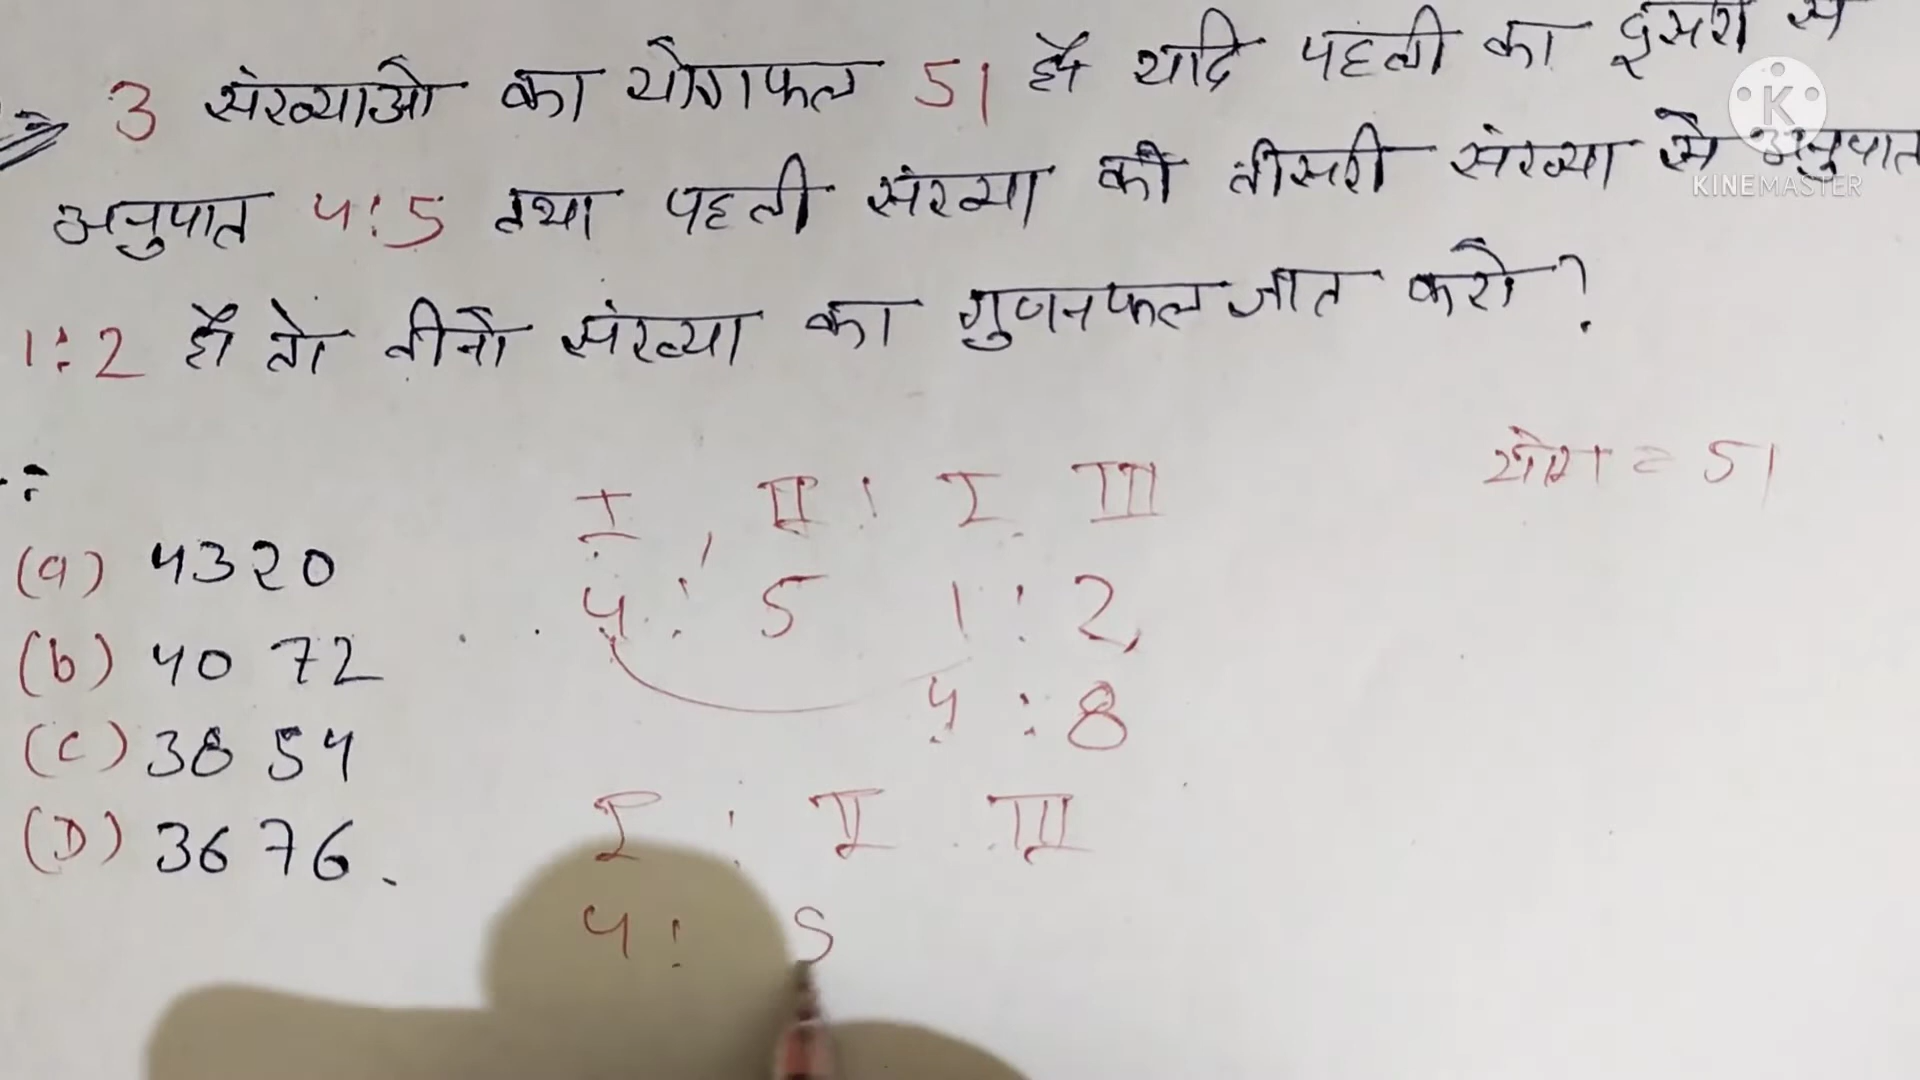 3 संख्याओ का योगफल 51 है यदि पहली का दुसरी से
अनुपात 4:5 तथा पहली संख्या की तीसरी संख्या से अनुपात
1:2 है तो तीनो संख्या का गुणनफल ज्ञात करो?
K
KINEMASTER
योग = 51
I , II : I III
4 : 5 1 : 2,
4 : 8
(a) 4320
(b) 4072
(c) 3854
(D) 3676.
I : II III
4 : 5